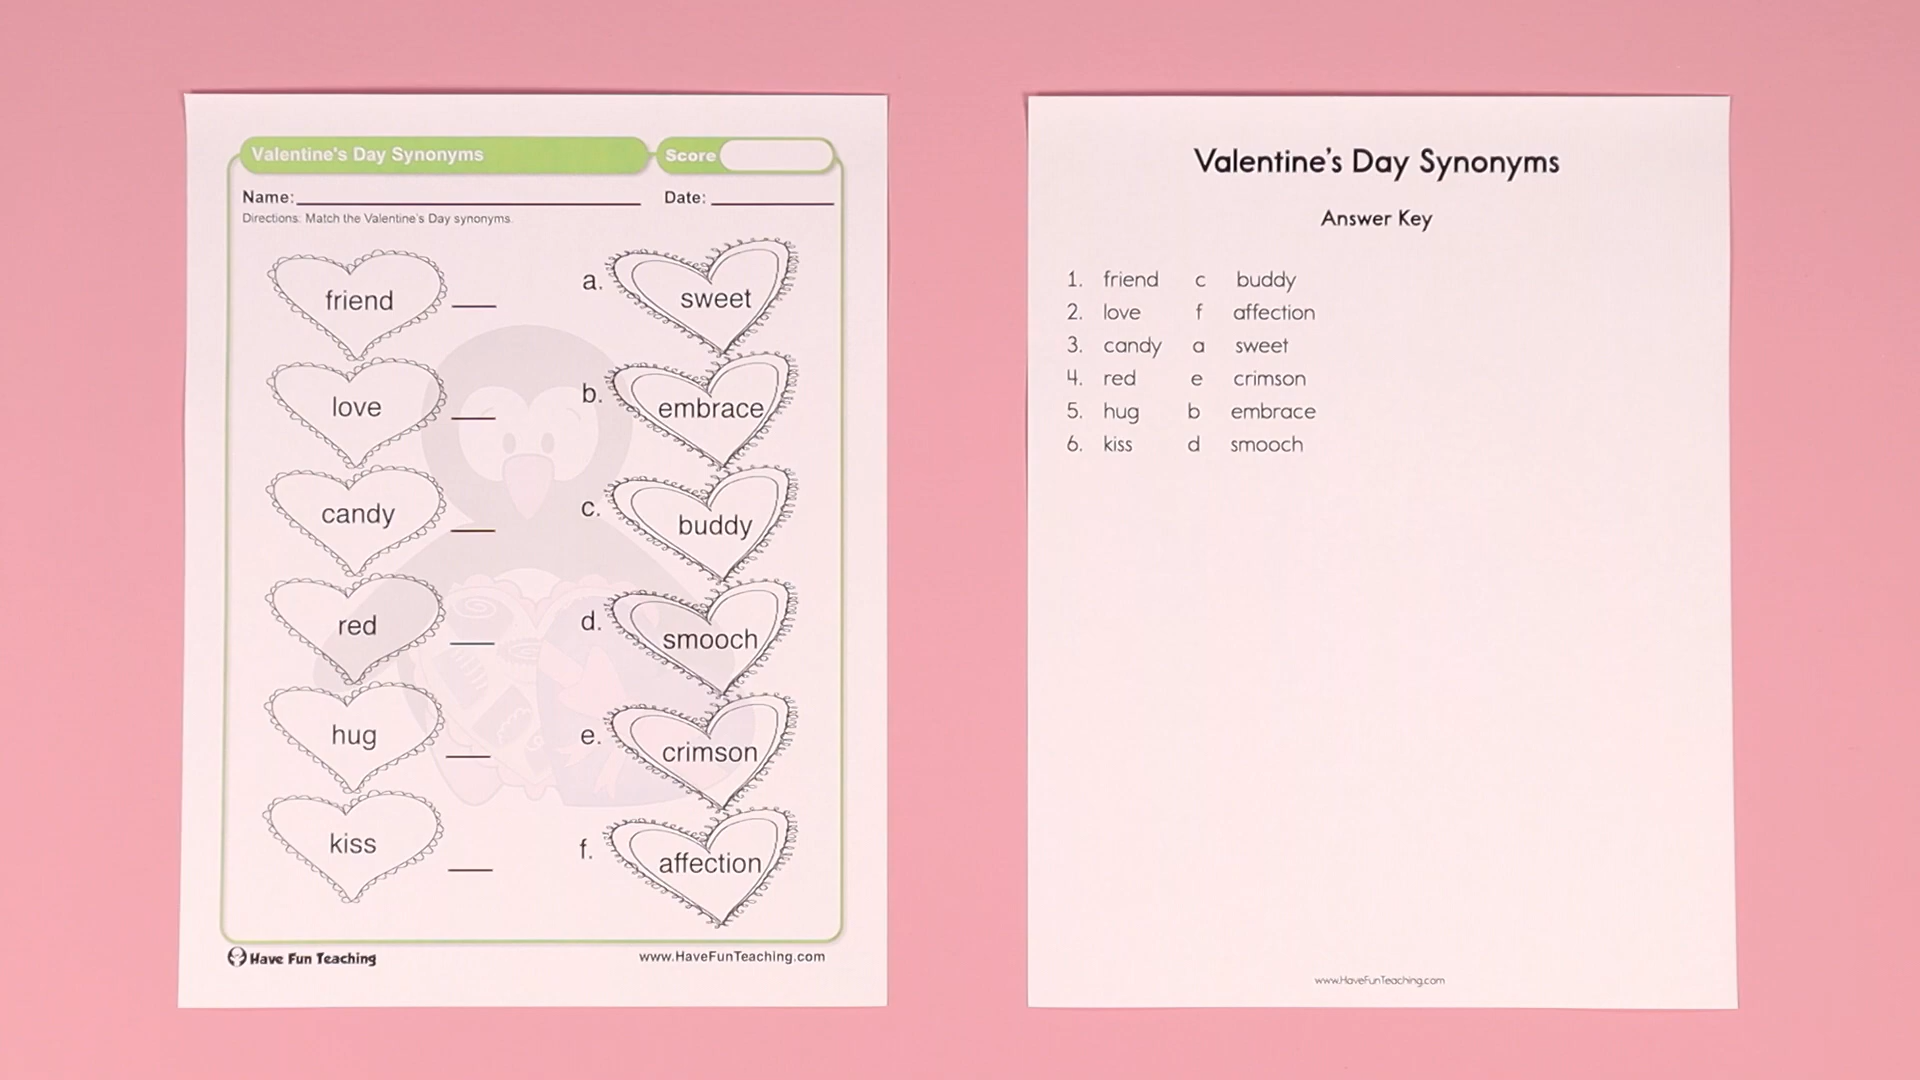 Valentine's Day Synonyms Score
Name: Date:
Directions: Match the Valentine's Day synonyms.
friend a. sweet
love b. embrace
candy c. buddy
red d. smooch
hug e. crimson
kiss f. affection
Have Fun Teaching www.HaveFunTeaching.com
Valentine's Day Synonyms
Answer Key
1. friend c buddy
2. love f affection
3. candy a sweet
4. red e crimson
5. hug b embrace
6. kiss d smooch
www.HaveFunTeaching.com